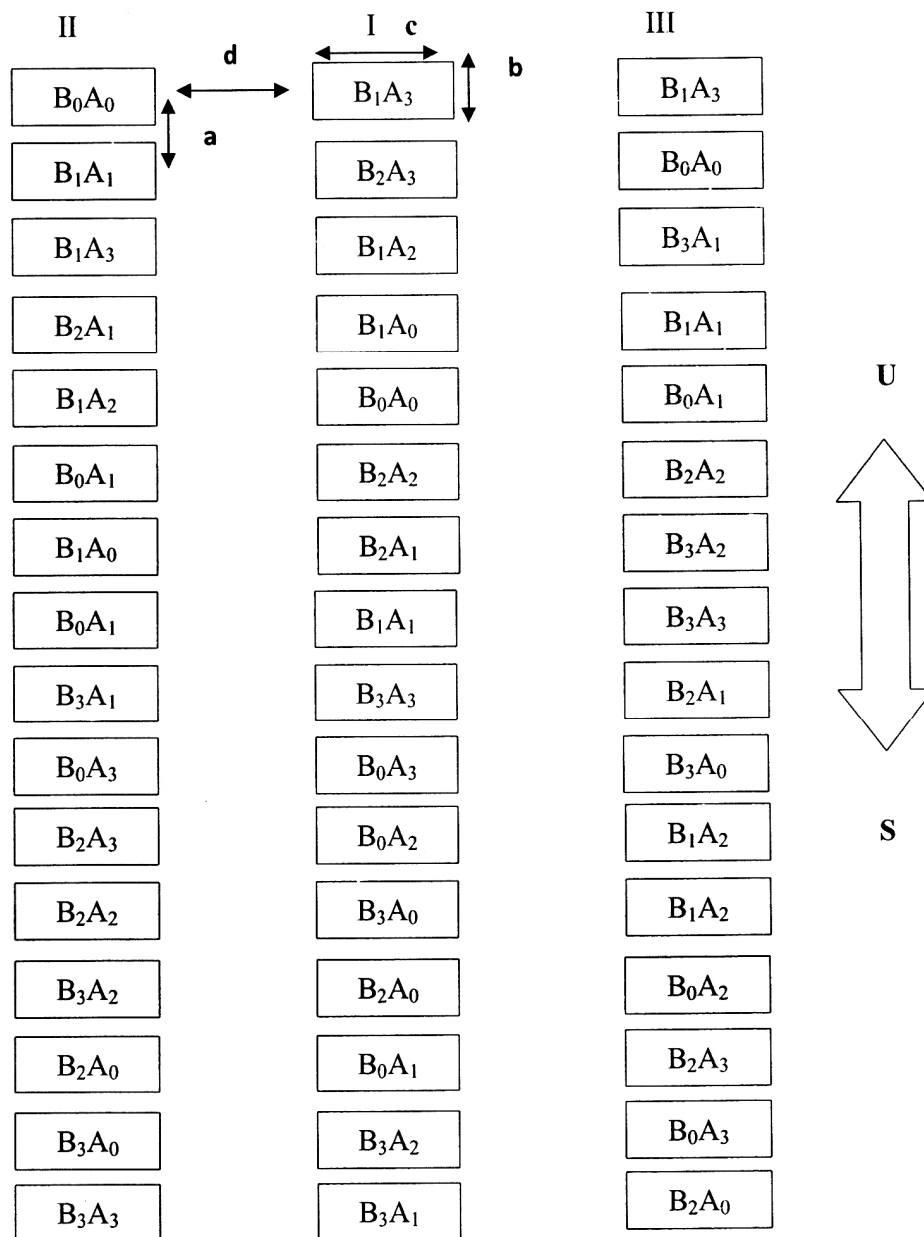 II I c III
d b
B₀A₀ B₁A₃ B₁A₃
a
B₁A₁ B₂A₃ B₀A₀
B₁A₃ B₁A₂ B₃A₁
B₂A₁ B₁A₀ B₁A₁
U
B₁A₂ B₀A₀ B₀A₁
B₀A₁ B₂A₂ B₂A₂
B₁A₀ B₂A₁ B₃A₂
B₀A₁ B₁A₁ B₃A₃
B₃A₁ B₃A₃ B₂A₁
B₀A₃ B₀A₃ B₃A₀
B₂A₃ B₀A₂ B₁A₂
S
B₂A₂ B₃A₀ B₁A₂
B₃A₂ B₂A₀ B₀A₂
B₂A₀ B₀A₁ B₂A₃
B₃A₀ B₃A₂ B₀A₃
B₃A₃ B₃A₁ B₂A₀